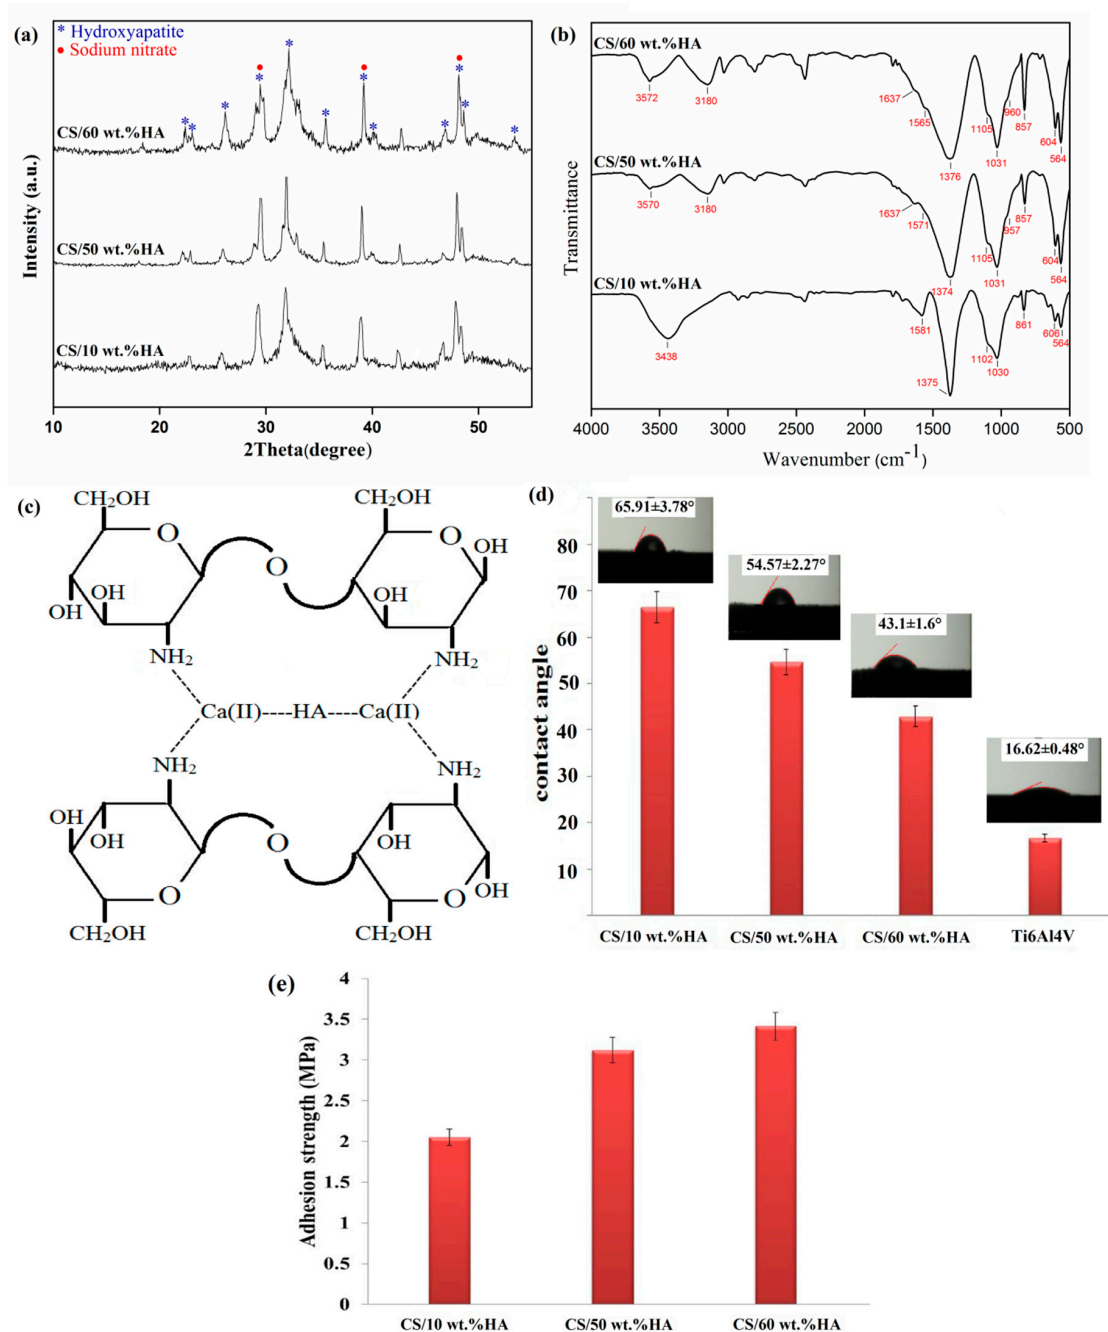 (a)
* Hydroxyapatite
• Sodium nitrate
CS/60 wt.%HA
CS/50 wt.%HA
CS/10 wt.%HA
Intensity (a.u.)
10 20 30 40 50
2Theta(degree)
(b)
CS/60 wt.%HA
3572 3180 1637 1565 1376 1105 1031 960 857 604 564
CS/50 wt.%HA
3570 3180 1637 1571 1374 1105 1031 957 857 604 564
CS/10 wt.%HA
3438 1581 1375 1102 1030 861 606 564
Transmittance
4000 3500 3000 2500 2000 1500 1000 500
Wavenumber (cm-1)
(c)
CH2OH CH2OH
O O OH
O
OH OH OH
NH2 NH2
Ca(II)----HA----Ca(II)
NH2 NH2
OH OH OH
O
O O OH
CH2OH CH2OH
(d)
65.91±3.78°
54.57±2.27°
43.1±1.6°
16.62±0.48°
contact angle
80
70
60
50
40
30
20
10
CS/10 wt.%HA CS/50 wt.%HA CS/60 wt.%HA Ti6Al4V
(e)
Adhesion strength (MPa)
4
3.5
3
2.5
2
1.5
1
0.5
0
CS/10 wt.%HA CS/50 wt.%HA CS/60 wt.%HA